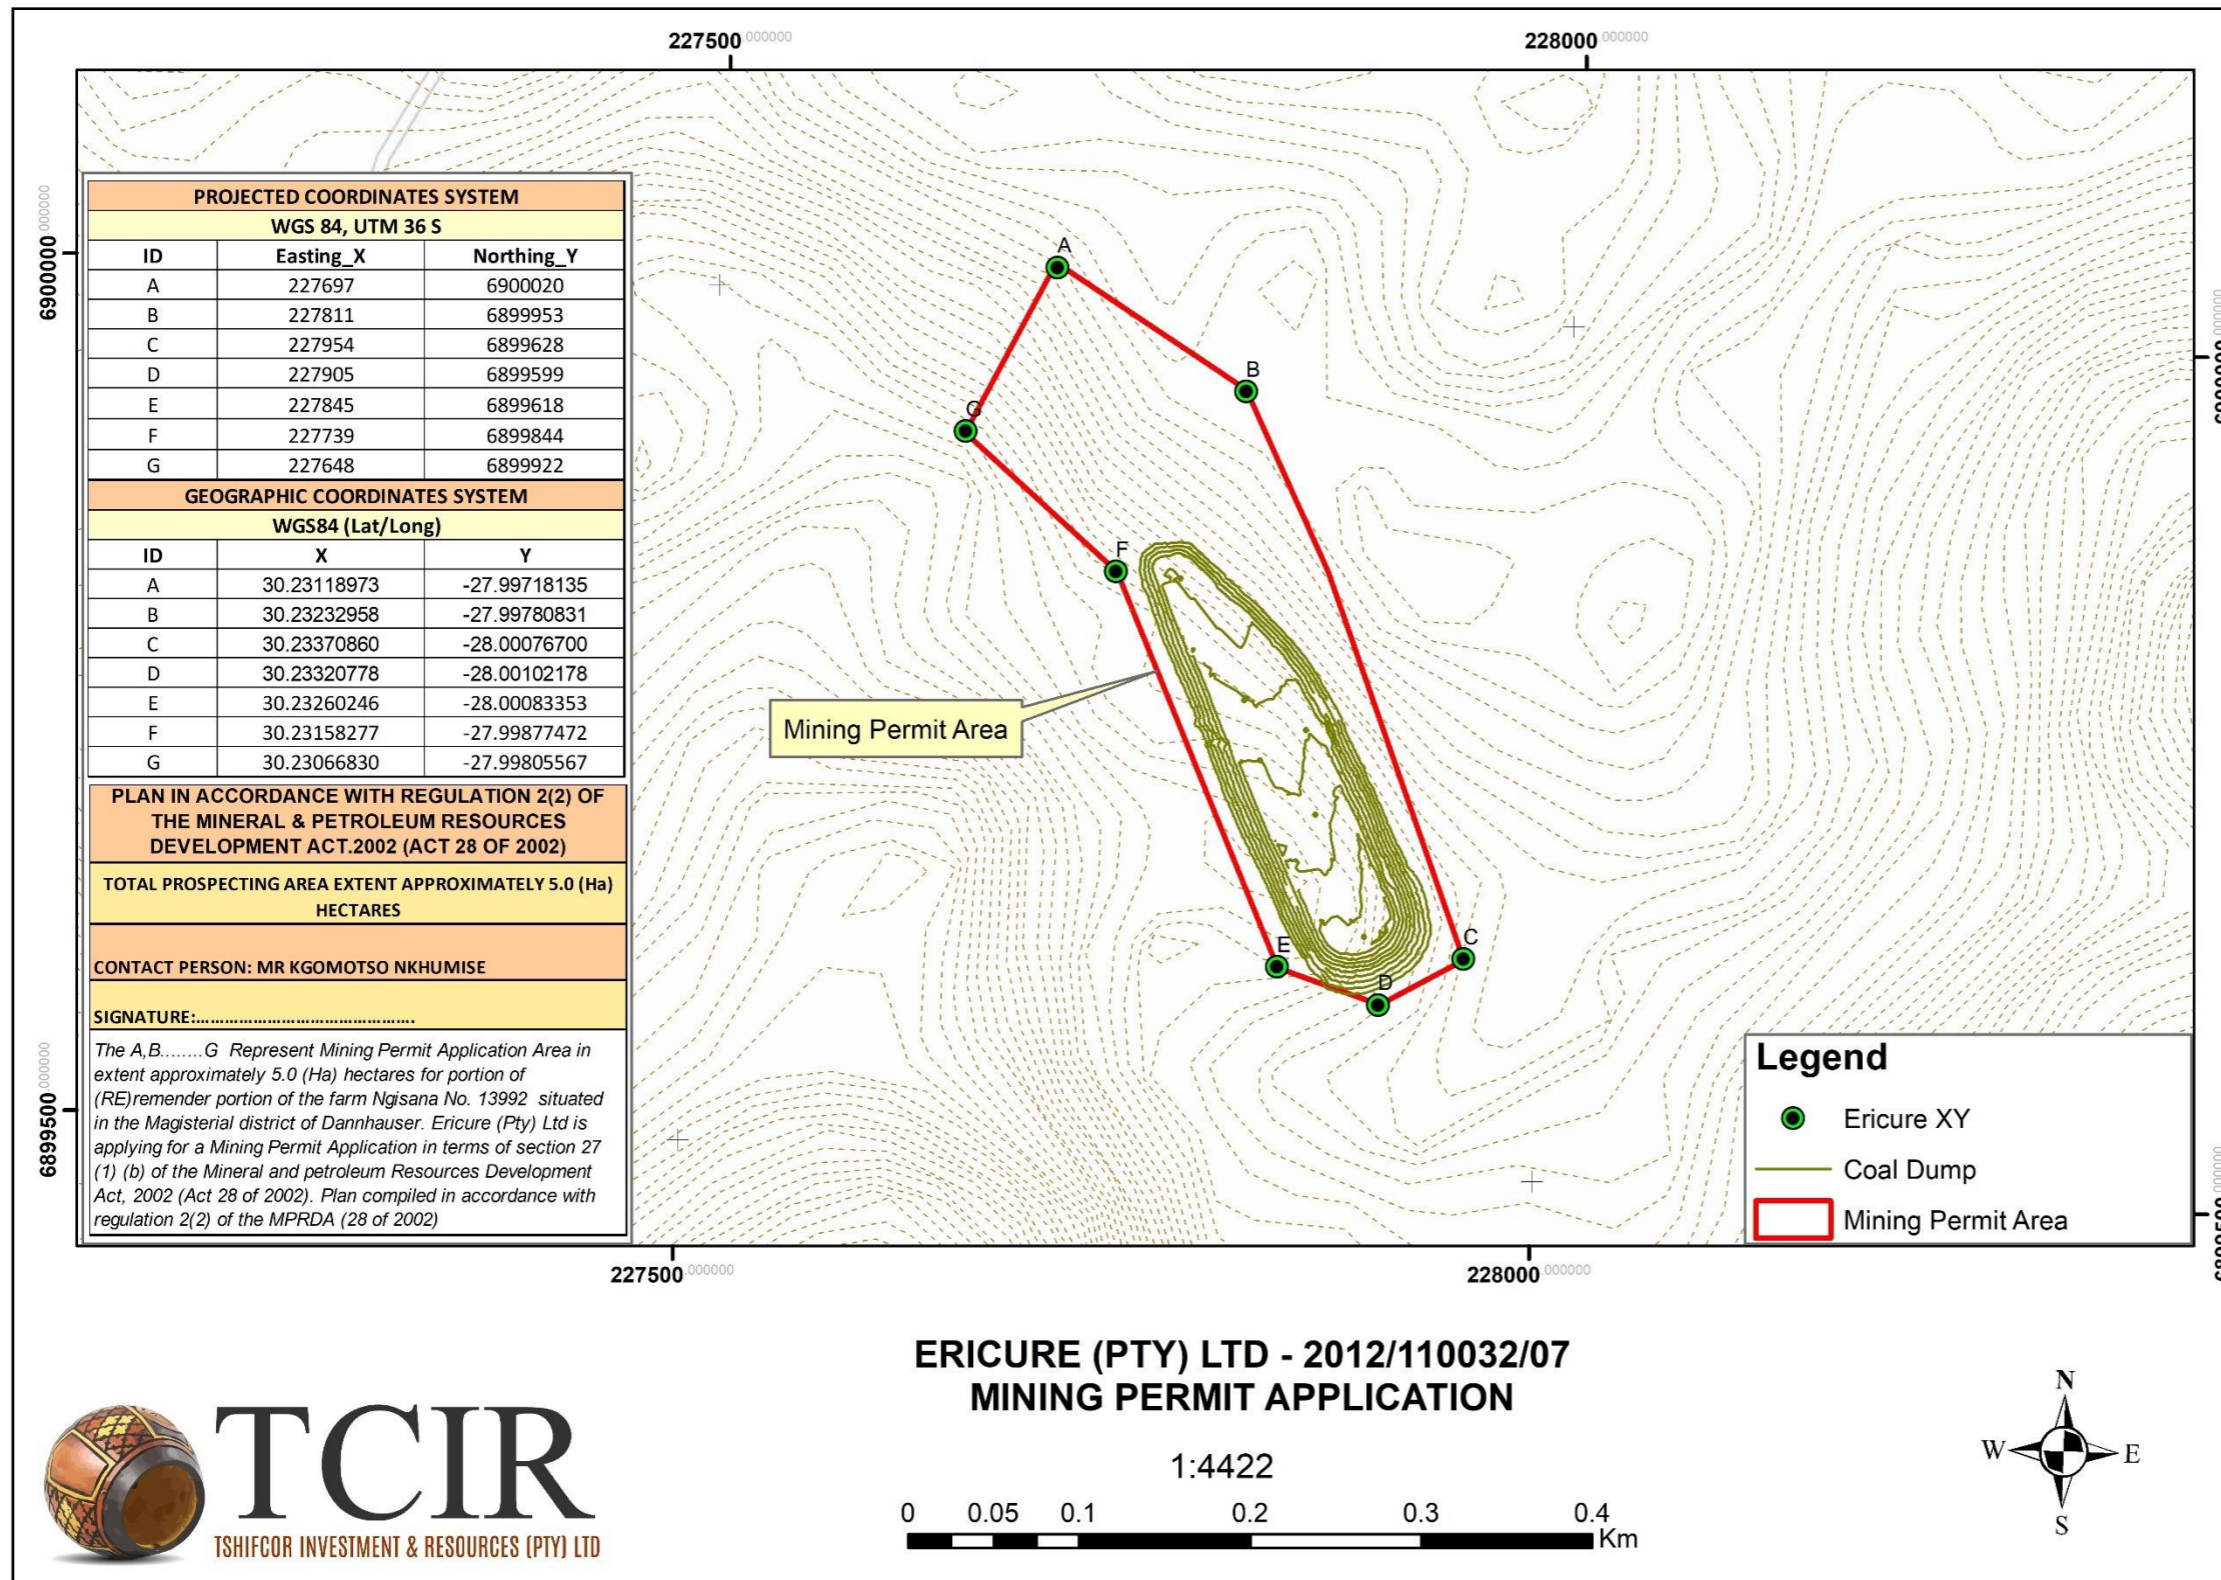 227500.000000 228000.000000
6900000.000000
6899500.000000
PROJECTED COORDINATES SYSTEM
WGS 84, UTM 36 S
ID Easting_X Northing_Y
A 227697 6900020
B 227811 6899953
C 227954 6899628
D 227905 6899599
E 227845 6899618
F 227739 6899844
G 227648 6899922
GEOGRAPHIC COORDINATES SYSTEM
WGS84 (Lat/Long)
ID X Y
A 30.23118973 -27.99718135
B 30.23232958 -27.99780831
C 30.23370860 -28.00076700
D 30.23320778 -28.00102178
E 30.23260246 -28.00083353
F 30.23158277 -27.99877472
G 30.23066830 -27.99805567
PLAN IN ACCORDANCE WITH REGULATION 2(2) OF
THE MINERAL & PETROLEUM RESOURCES
DEVELOPMENT ACT.2002 (ACT 28 OF 2002)
TOTAL PROSPECTING AREA EXTENT APPROXIMATELY 5.0 (Ha)
HECTARES
CONTACT PERSON: MR KGOMOTSO NKHUMISE
SIGNATURE:..........................................
The A,B........G Represent Mining Permit Application Area in
extent approximately 5.0 (Ha) hectares for portion of
(RE)remender portion of the farm Ngisana No. 13992 situated
in the Magisterial district of Dannhauser. Ericure (Pty) Ltd is
applying for a Mining Permit Application in terms of section 27
(1) (b) of the Mineral and petroleum Resources Development
Act, 2002 (Act 28 of 2002). Plan compiled in accordance with
regulation 2(2) of the MPRDA (28 of 2002)
A
B
G
F
Mining Permit Area
E
C
D
Legend
Ericure XY
Coal Dump
Mining Permit Area
227500.000000 228000.000000
ERICURE (PTY) LTD - 2012/110032/07
MINING PERMIT APPLICATION
1:4422
0 0.05 0.1 0.2 0.3 0.4
Km
TCIR
TSHIFCOR INVESTMENT & RESOURCES (PTY) LTD
N
W E
S